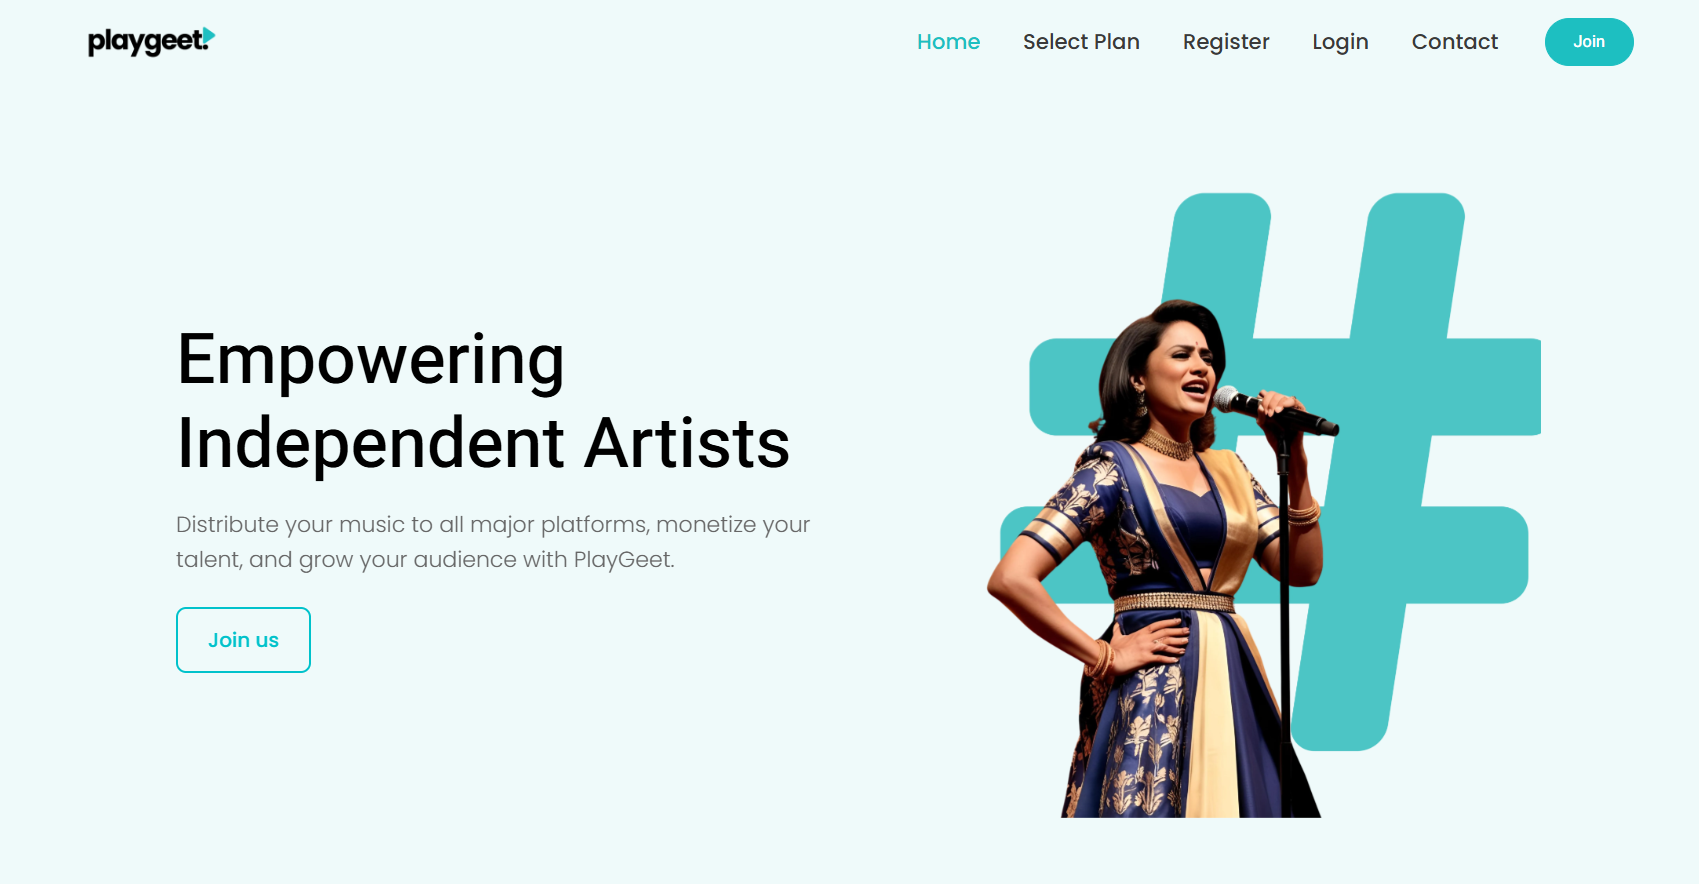 playgeet.
Home Select Plan Register Login Contact Join
Empowering
Independent Artists
Distribute your music to all major platforms, monetize your
talent, and grow your audience with PlayGeet.
Join us